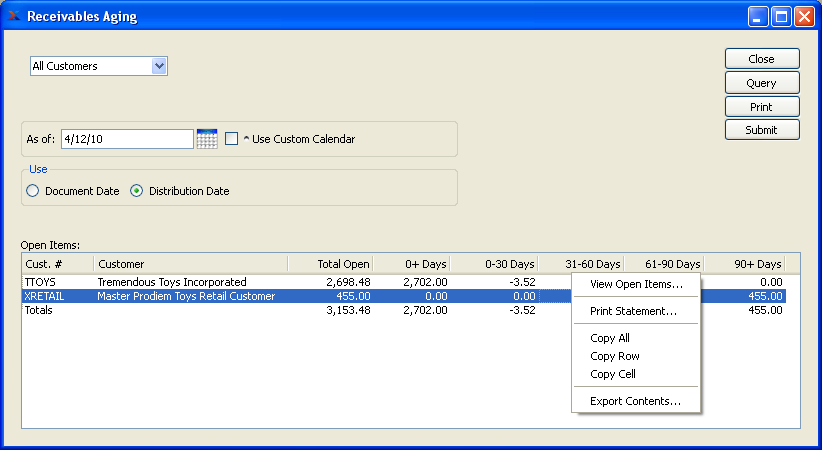 Receivables Aging
All Customers
Close
Query
Print
Submit
As of: 4/12/10 ^ Use Custom Calendar
Use
Document Date Distribution Date
Open Items:
Cust. # Customer Total Open 0+ Days 0-30 Days 31-60 Days 61-90 Days 90+ Days
TTOYS Tremendous Toys Incorporated 2,698.48 2,702.00 -3.52 0.00
XRETAIL Master Prodiem Toys Retail Customer 455.00 0.00 0.00 455.00
Totals 3,153.48 2,702.00 -3.52 455.00
View Open Items...
Print Statement...
Copy All
Copy Row
Copy Cell
Export Contents...